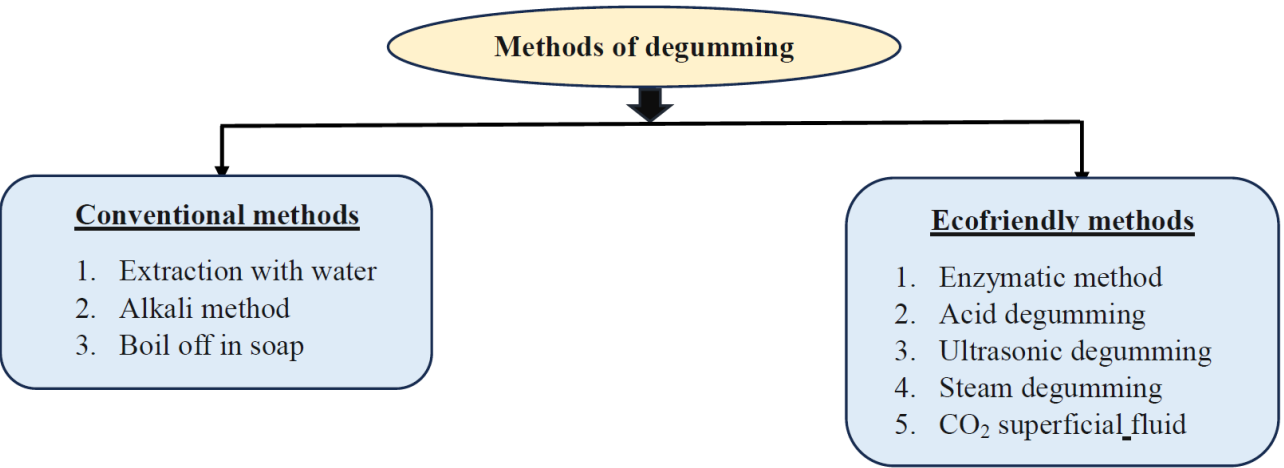 Methods of degumming
Conventional methods
1. Extraction with water
2. Alkali method
3. Boil off in soap
Ecofriendly methods
1. Enzymatic method
2. Acid degumming
3. Ultrasonic degumming
4. Steam degumming
5. CO₂ superficial fluid